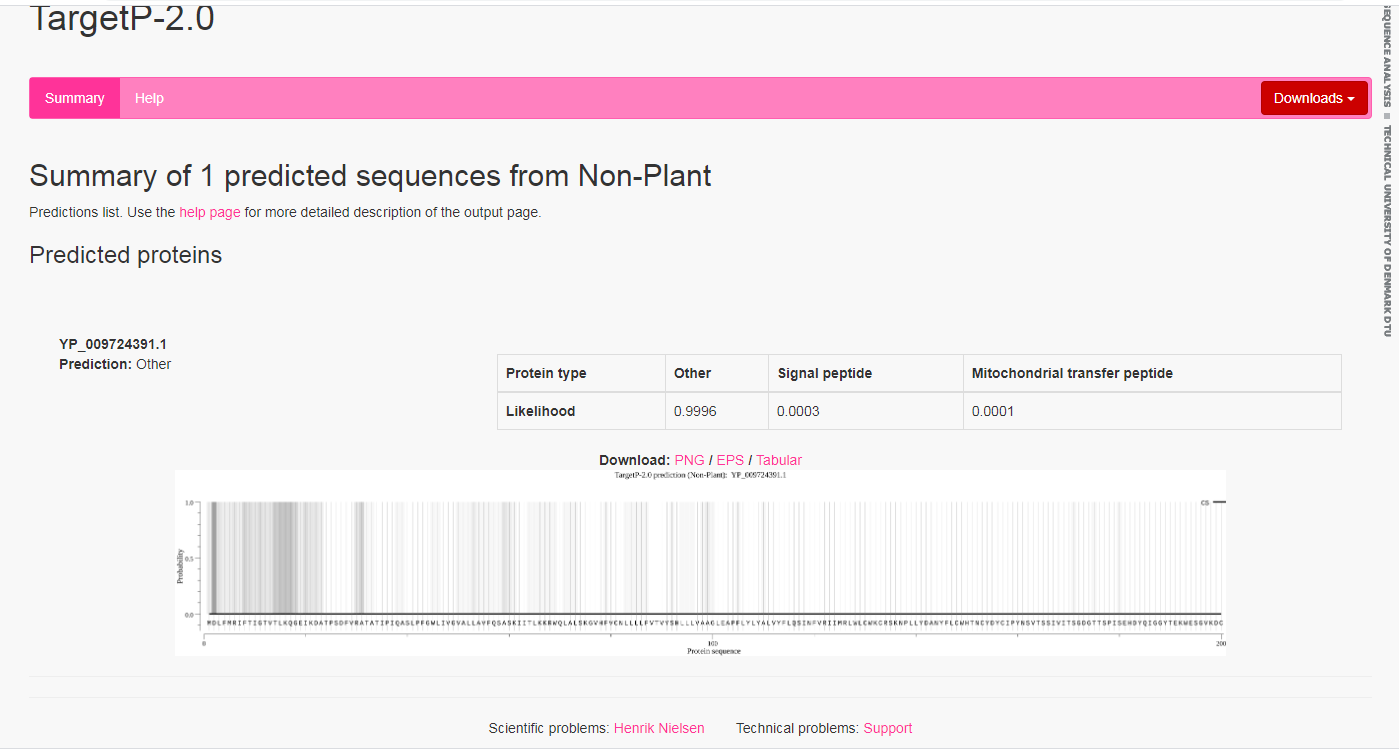 TargetP-2.0
Summary Help Downloads
Summary of 1 predicted sequences from Non-Plant
Predictions list. Use the help page for more detailed description of the output page.
Predicted proteins
YP_009724391.1
Prediction: Other
Protein type Other Signal peptide Mitochondrial transfer peptide
Likelihood 0.9996 0.0003 0.0001
Download: PNG / EPS / Tabular
TargetP-2.0 prediction (Non-Plant): YP_009724391.1
CS
Probability
1.0
0.5
0.0
0 100 200
Protein sequence
Scientific problems: Henrik Nielsen Technical problems: Support
SEQUENCE ANALYSIS ■ TECHNICAL UNIVERSITY OF DENMARK DTU